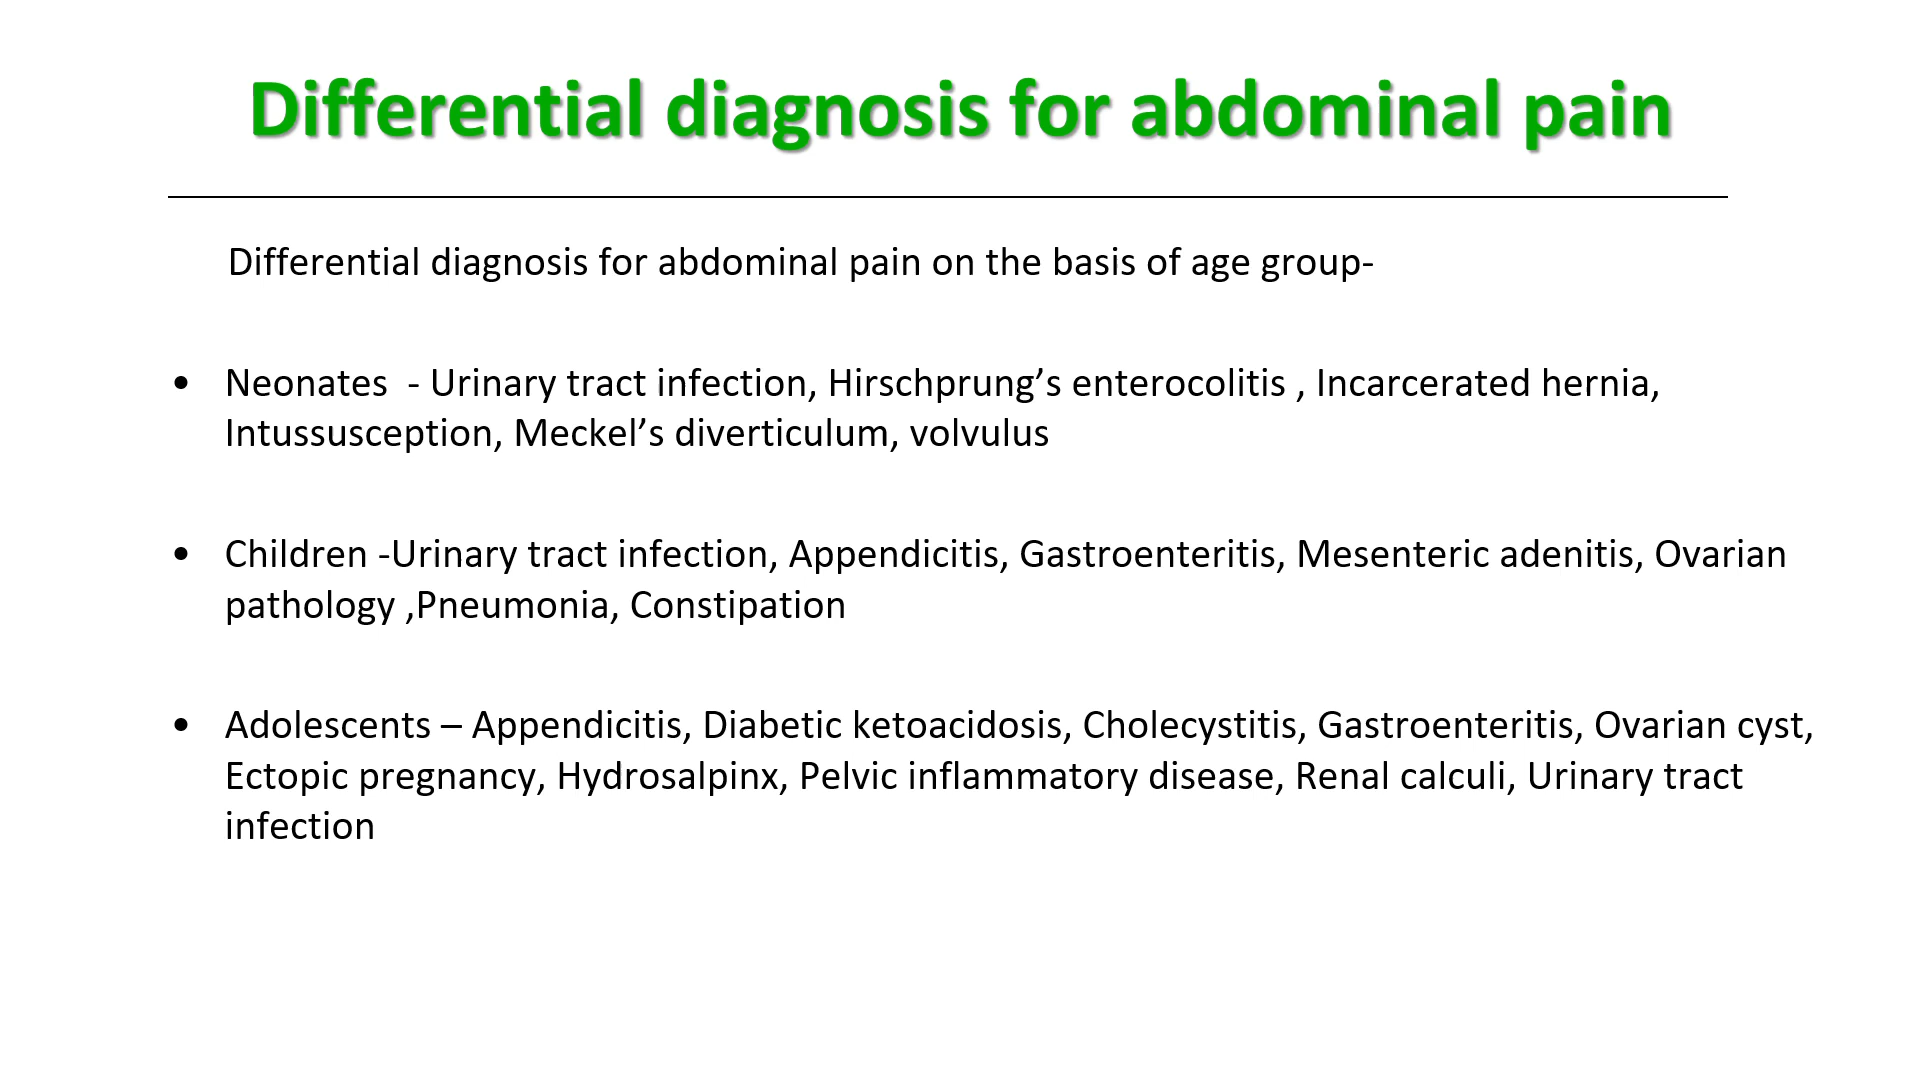 Differential diagnosis for abdominal pain
Differential diagnosis for abdominal pain on the basis of age group-
• Neonates  - Urinary tract infection, Hirschprung’s enterocolitis , Incarcerated hernia,
Intussusception, Meckel’s diverticulum, volvulus
• Children -Urinary tract infection, Appendicitis, Gastroenteritis, Mesenteric adenitis, Ovarian
pathology ,Pneumonia, Constipation
• Adolescents – Appendicitis, Diabetic ketoacidosis, Cholecystitis, Gastroenteritis, Ovarian cyst,
Ectopic pregnancy, Hydrosalpinx, Pelvic inflammatory disease, Renal calculi, Urinary tract
infection